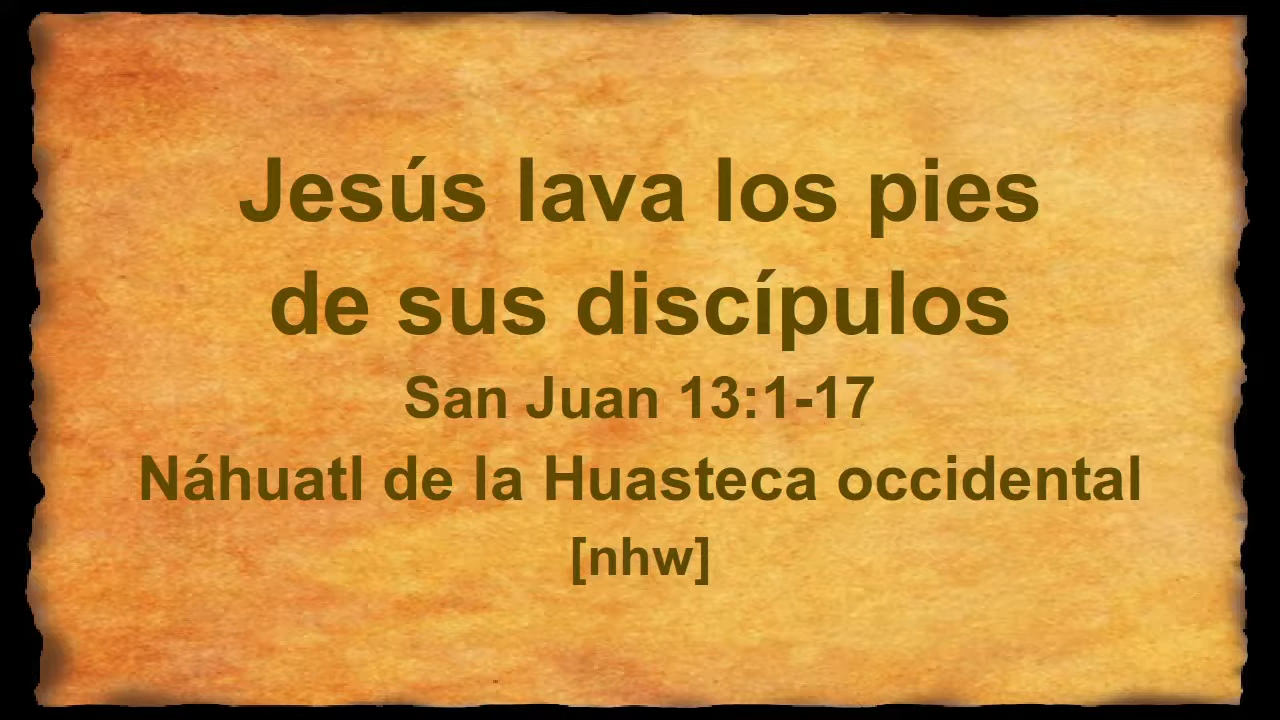 Jesús lava los pies
de sus discípulos
San Juan 13:1-17
Náhuatl de la Huasteca occidental
[nhw]